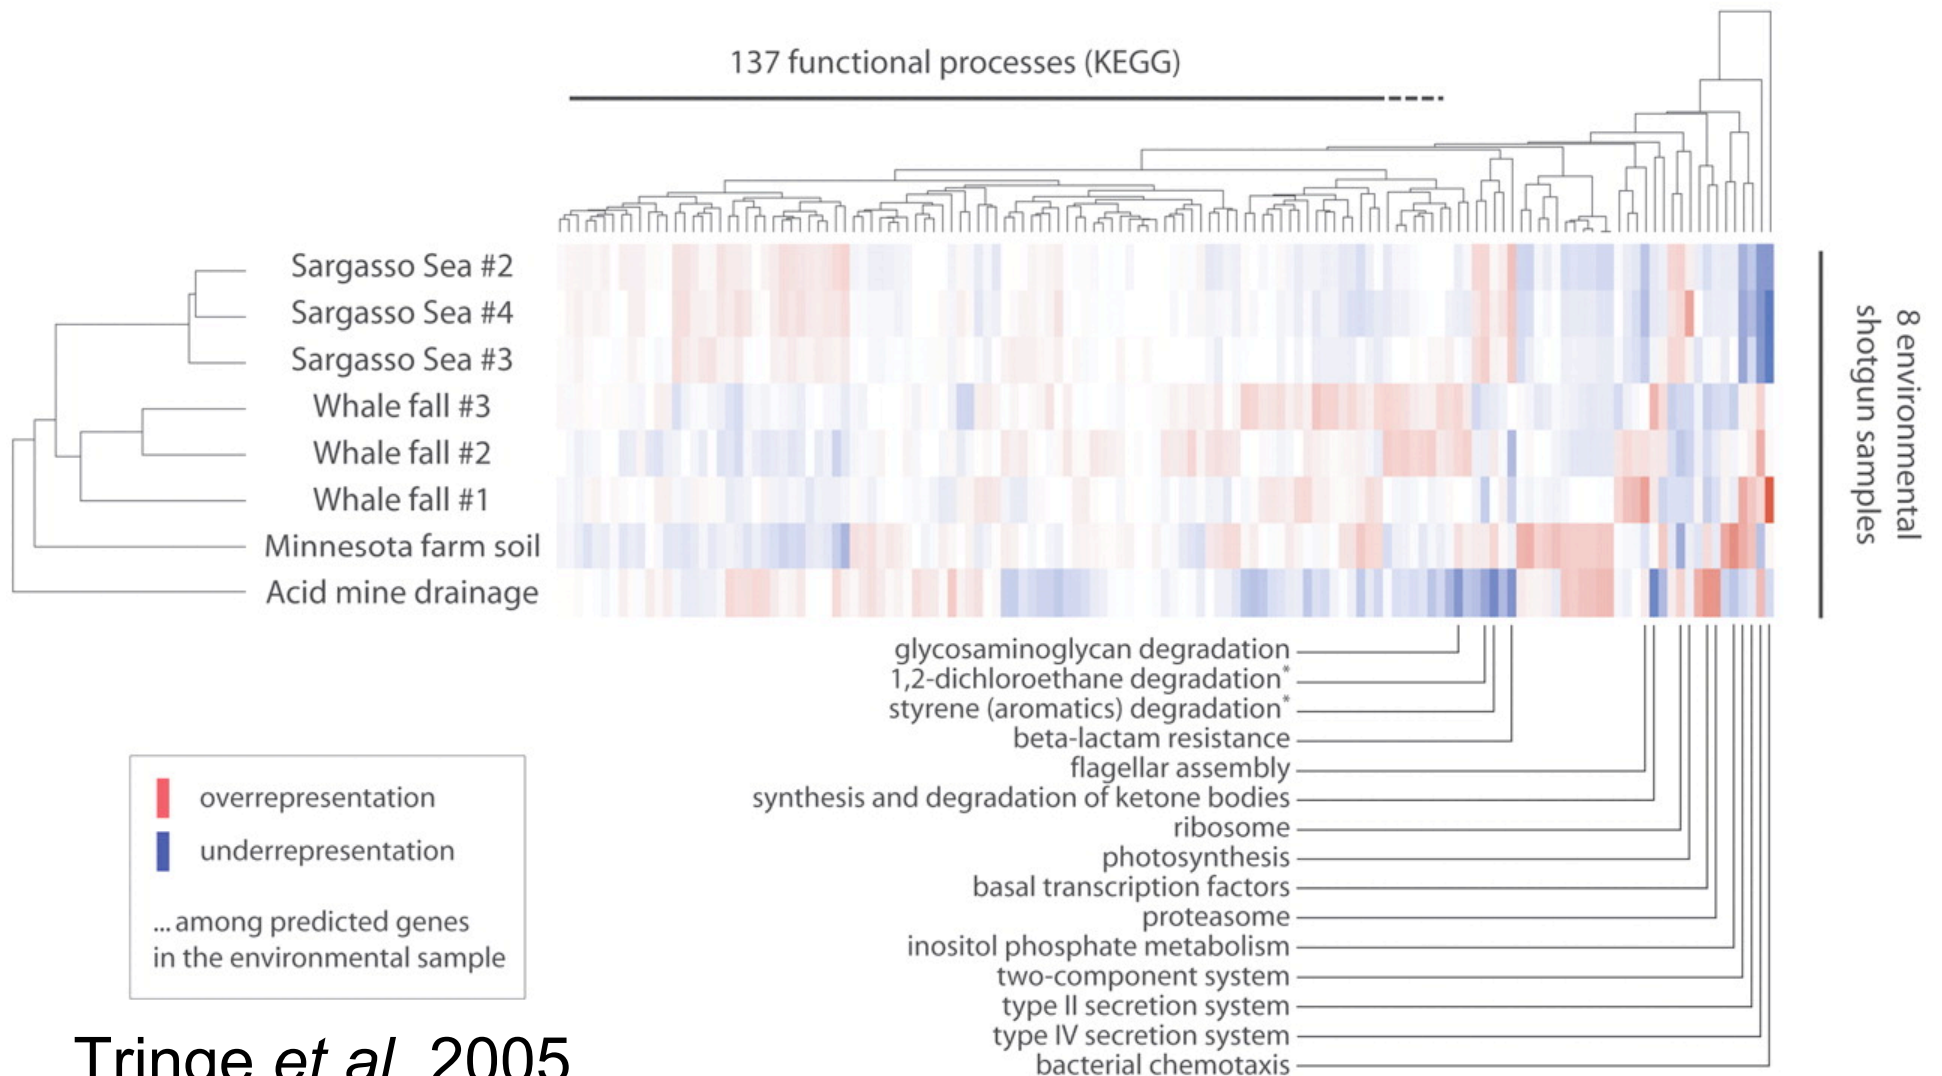 137 functional processes (KEGG)
Sargasso Sea #2
Sargasso Sea #4
Sargasso Sea #3
Whale fall #3
Whale fall #2
Whale fall #1
Minnesota farm soil
Acid mine drainage
8 environmental
shotgun samples
glycosaminoglycan degradation
1,2-dichloroethane degradation*
styrene (aromatics) degradation*
beta-lactam resistance
flagellar assembly
synthesis and degradation of ketone bodies
ribosome
photosynthesis
basal transcription factors
proteasome
inositol phosphate metabolism
two-component system
type II secretion system
type IV secretion system
bacterial chemotaxis
overrepresentation
underrepresentation
... among predicted genes
in the environmental sample
Tringe et al. 2005